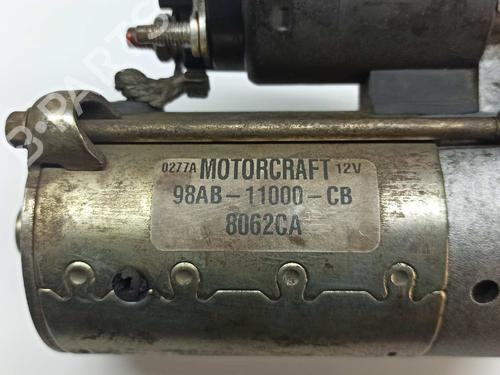 B-PARTS
0277A MOTORCRAFT 12V
98AB-11000-CB
8062CA